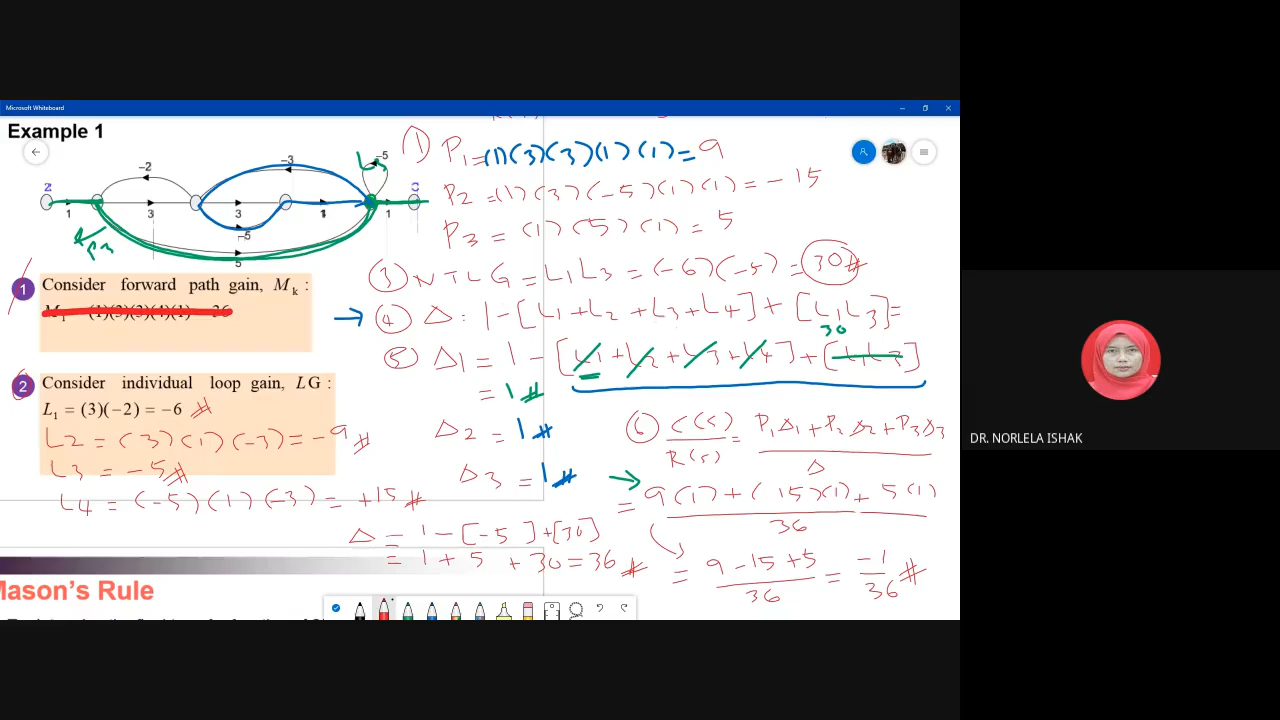 Microsoft Whiteboard
Example 1
-2
-3
-5
L3
1
3
3
1
1
-5
5
① P1 = (1)(3)(3)(1)(1) = 9
P2 = (1)(3)(-5)(1)(1) = -15
P3 = (1)(5)(1) = 5
1 Consider forward path gain, Mk :
③ NTLG = L1L3 = (-6)(-5) = 30#
④ Δ : 1 - [L1 + L2 + L3 + L4] + [L1L3] =
30
⑤ Δ1 = 1 - [L1 + L2 + L3 + L4] + [L1L3]
= 1#
Δ2 = 1#
Δ3 = 1#
2 Consider individual loop gain, LG :
L1 = (3)(-2) = -6 #
L2 = (3)(1)(-3) = -9 #
L3 = -5 #
L4 = (-5)(1)(-3) = +15 #
Δ = 1 - [-5] + [30]
= 1 + 5 + 30 = 36 #
⑥ C(s)/R(s) = P1Δ1 + P2Δ2 + P3Δ3 / Δ
= 9(1) + (-15)(1) + 5(1) / 36
= 9 - 15 + 5 / 36 = -1/36 #
Mason's Rule
DR. NORLELA ISHAK